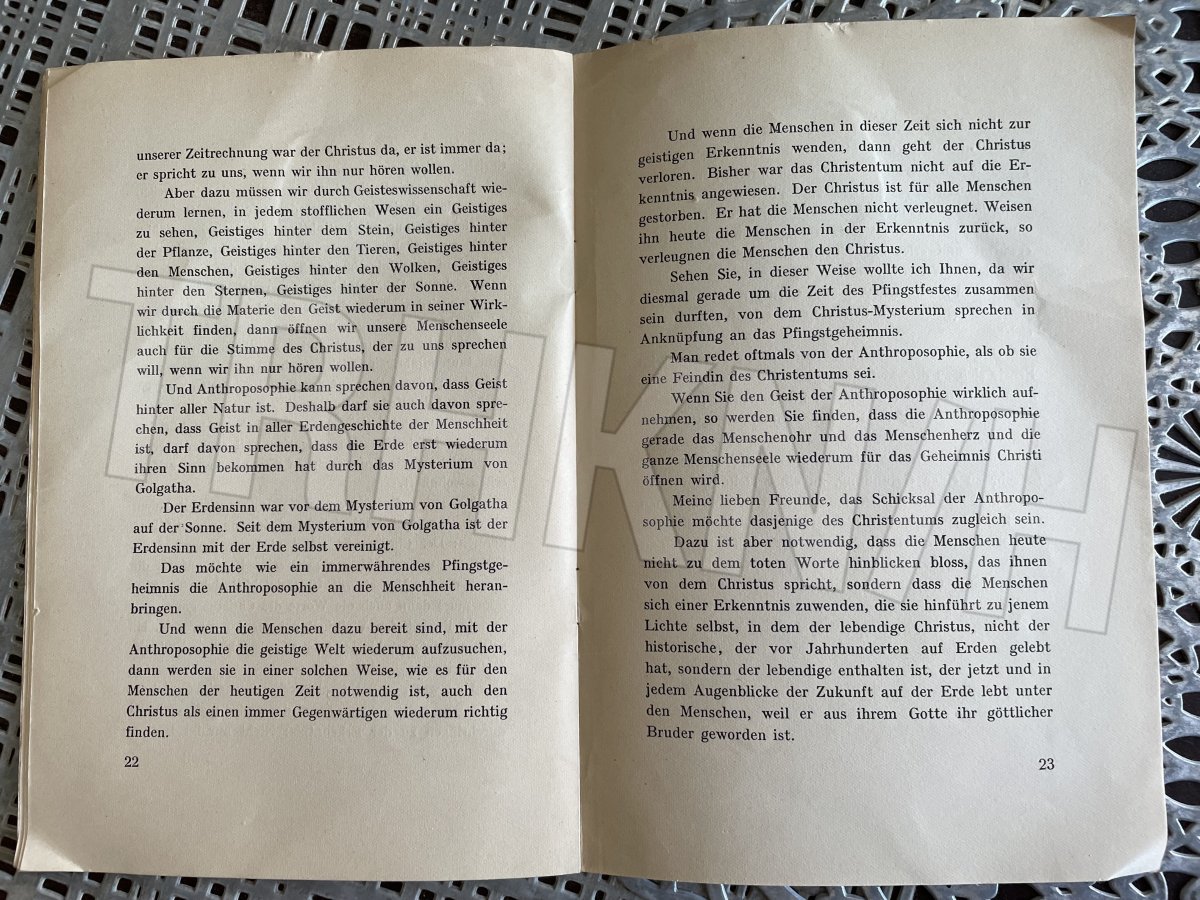 unserer Zeitrechnung war der Christus da, er ist immer da;
er spricht zu uns, wenn wir ihn nur hören wollen.
Aber dazu müssen wir durch Geisteswissenschaft wie-
derum lernen, in jedem stofflichen Wesen ein Geistiges
zu sehen, Geistiges hinter dem Stein, Geistiges hinter
der Pflanze, Geistiges hinter den Tieren, Geistiges hinter
den Menschen, Geistiges hinter den Wolken, Geistiges
hinter den Sternen, Geistiges hinter der Sonne. Wenn
wir durch die Materie den Geist wiederum in seiner Wirk-
lichkeit finden, dann öffnen wir unsere Menschenseele
auch für die Stimme des Christus, der zu uns sprechen
will, wenn wir ihn nur hören wollen.
Und Anthroposophie kann sprechen davon, dass Geist
hinter aller Natur ist. Deshalb darf sie auch davon spre-
chen, dass Geist in aller Erdengeschichte der Menschheit
ist, darf davon sprechen, dass die Erde erst wiederum
ihren Sinn bekommen hat durch das Mysterium von
Golgatha.
Der Erdensinn war vor dem Mysterium von Golgatha
auf der Sonne. Seit dem Mysterium von Golgatha ist der
Erdensinn mit der Erde selbst vereinigt.
Das möchte wie ein immerwährendes Pfingstge-
heimnis die Anthroposophie an die Menschheit heran-
bringen.
Und wenn die Menschen dazu bereit sind, mit der
Anthroposophie die geistige Welt wiederum aufzusuchen,
dann werden sie in einer solchen Weise, wie es für den
Menschen der heutigen Zeit notwendig ist, auch den
Christus als einen immer Gegenwärtigen wiederum richtig
finden.
22
Und wenn die Menschen in dieser Zeit sich nicht zur
geistigen Erkenntnis wenden, dann geht der Christus
verloren. Bisher war das Christentum nicht auf die Er-
kenntnis angewiesen. Der Christus ist für alle Menschen
gestorben. Er hat die Menschen nicht verleugnet. Weisen
ihn heute die Menschen in der Erkenntnis zurück, so
verleugnen die Menschen den Christus.
Sehen Sie, in dieser Weise wollte ich Ihnen, da wir
diesmal gerade um die Zeit des Pfingstfestes zusammen
sein durften, von dem Christus-Mysterium sprechen in
Anknüpfung an das Pfingstgeheimnis.
Man redet oftmals von der Anthroposophie, als ob sie
eine Feindin des Christentums sei.
Wenn Sie den Geist der Anthroposophie wirklich auf-
nehmen, so werden Sie finden, dass die Anthroposophie
gerade das Menschenohr und das Menschenherz und die
ganze Menschenseele wiederum für das Geheimnis Christi
öffnen wird.
Meine lieben Freunde, das Schicksal der Anthropo-
sophie möchte dasjenige des Christentums zugleich sein.
Dazu ist aber notwendig, dass die Menschen heute
nicht zu dem toten Worte hinblicken bloss, das ihnen
von dem Christus spricht, sondern dass die Menschen
sich einer Erkenntnis zuwenden, die sie hinführt zu jenem
Lichte selbst, in dem der lebendige Christus, nicht der
historische, der vor Jahrhunderten auf Erden gelebt
hat, sondern der lebendige enthalten ist, der jetzt und in
jedem Augenblicke der Zukunft auf der Erde lebt unter
den Menschen, weil er aus ihrem Gotte ihr göttlicher
Bruder geworden ist.
23